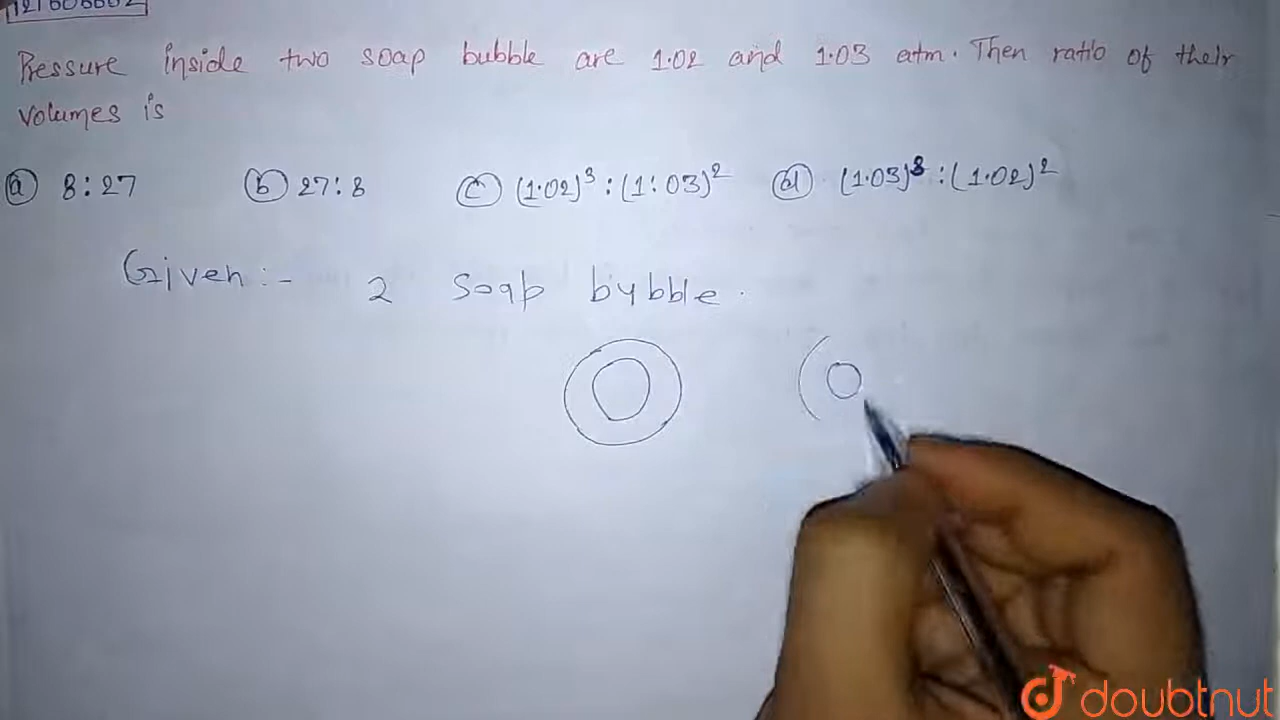 Pressure inside two soap bubble are 1.02 and 1.03 atm. Then ratio of their
volumes is
(a) 8:27 (b) 27:8 (c) (1.02)³ : (1:03)² (d) (1.03)³ : (1.02)²
Given :- 2 soap bubble.
doubtnut